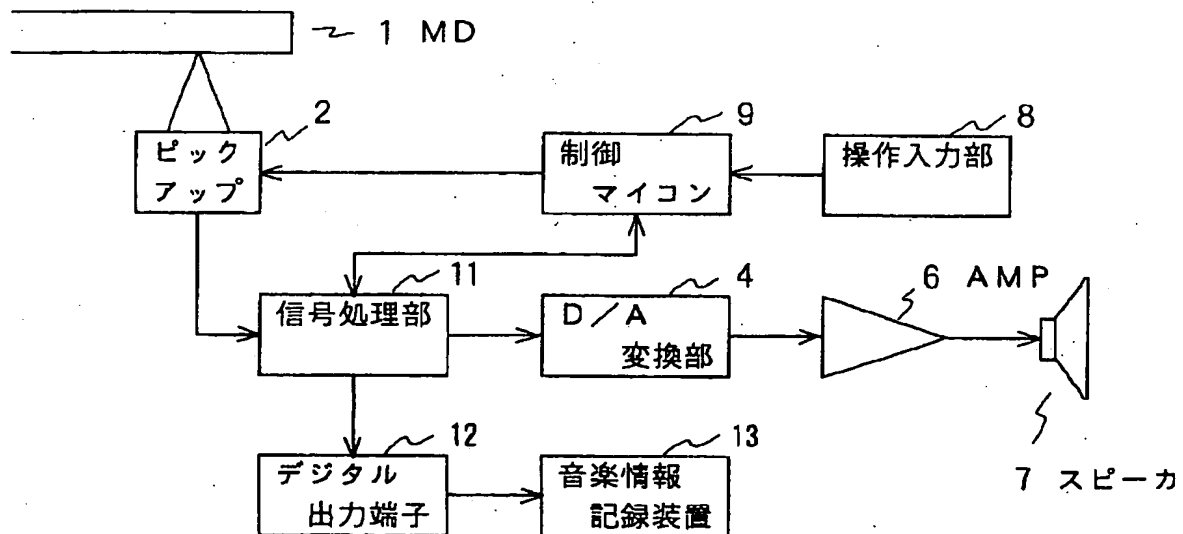 1 MD
2
ピック
アップ
9
制御
マイコン
8
操作入力部
11
信号処理部
4
D/A
変換部
6 AMP
7 スピーカ
12
デジタル
出力端子
13
音楽情報
記録装置